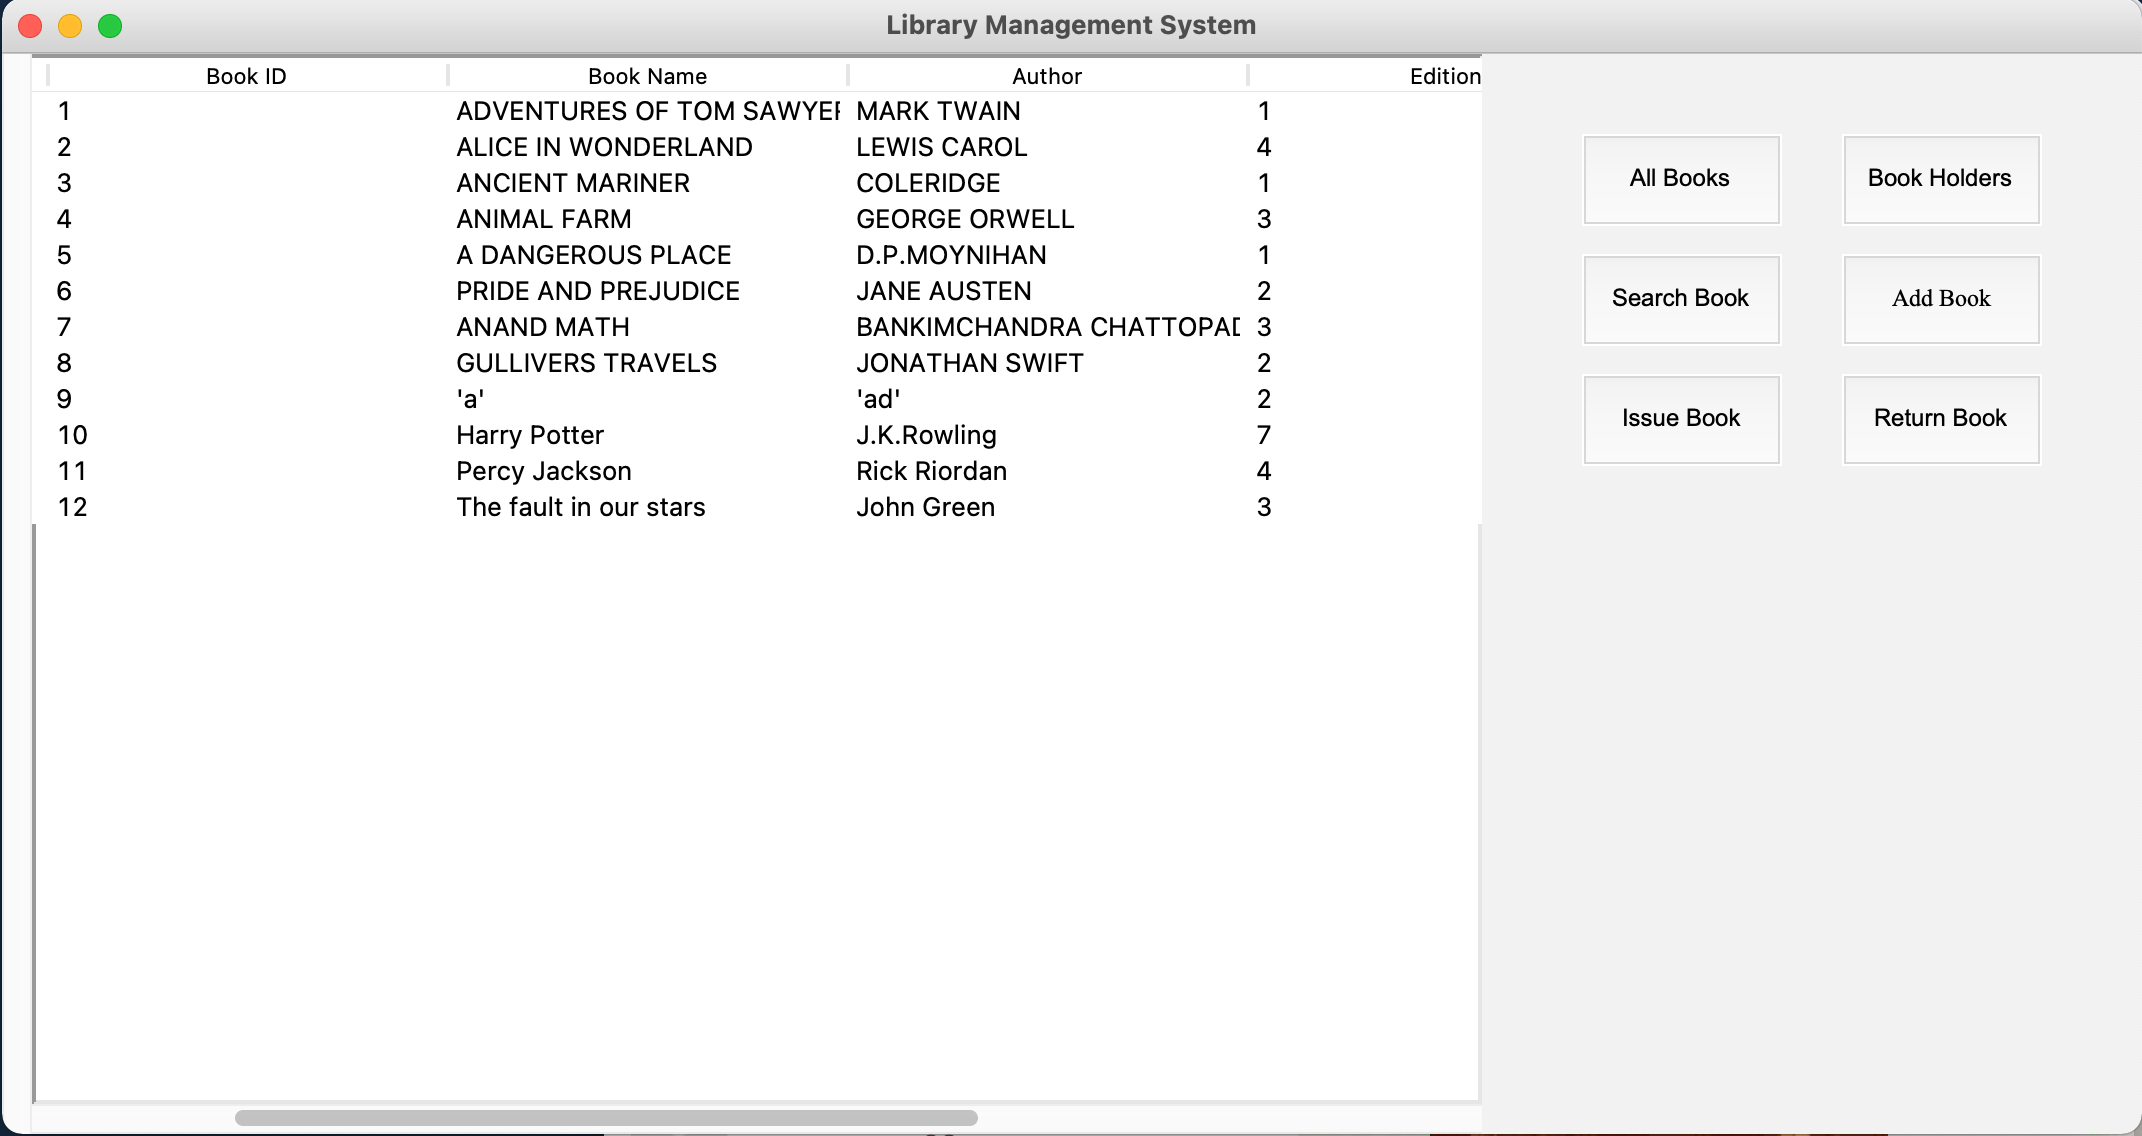 Library Management System
Book ID Book Name Author Edition
1 ADVENTURES OF TOM SAWYER MARK TWAIN 1
2 ALICE IN WONDERLAND LEWIS CAROL 4
3 ANCIENT MARINER COLERIDGE 1
4 ANIMAL FARM GEORGE ORWELL 3
5 A DANGEROUS PLACE D.P.MOYNIHAN 1
6 PRIDE AND PREJUDICE JANE AUSTEN 2
7 ANAND MATH BANKIMCHANDRA 3
8 GULLIVERS TRAVELS JONATHAN SWIFT 2
9 'a' 'ad' 2
10 Harry Potter J.K.Rowling 7
11 Percy Jackson Rick Riordan 4
12 The fault in our stars John Green 3
All Books Book Holders
Search Book Add Book
Issue Book Return Book